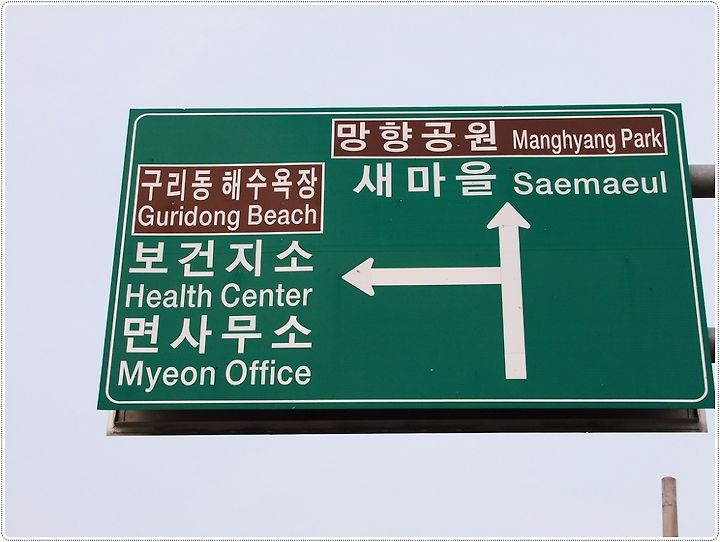 망향공원 Manghyang Park
새마을 Saemaeul
구리동 해수욕장
Guridong Beach
보건지소
Health Center
면사무소
Myeon Office